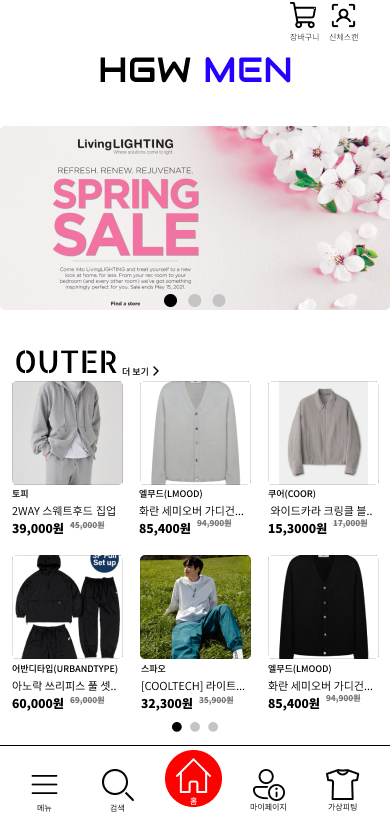 장바구니 신체스캔
HGW MEN
Living LIGHTING
Where solutions come to light
REFRESH. RENEW. REJUVENATE.
SPRING
SALE
Come into LivingLIGHTING and treat yourself to a new
look at home, for less. From your rec room to your
bedroom (and every other room) we've got something
inspiringly perfect for you. Sale ends May 15, 2021.
Find a store
OUTER 더 보기
토피 엘무드(LMOOD) 쿠어(COOR)
2WAY 스웨트후드 집업 화란 세미오버 가디건... 와이드카라 크링클 블..
39,000원 45,000원 85,400원 94,900원 15,3000원 17,000원
Set up
어반디타입(URBANDTYPE) 스파오 엘무드(LMOOD)
아노락 쓰리피스 풀 셋.. [COOLTECH] 라이트... 화란 세미오버 가디건...
60,000원 69,000원 32,300원 35,900원 85,400원 94,900원
메뉴 검색 홈 마이페이지 가상피팅